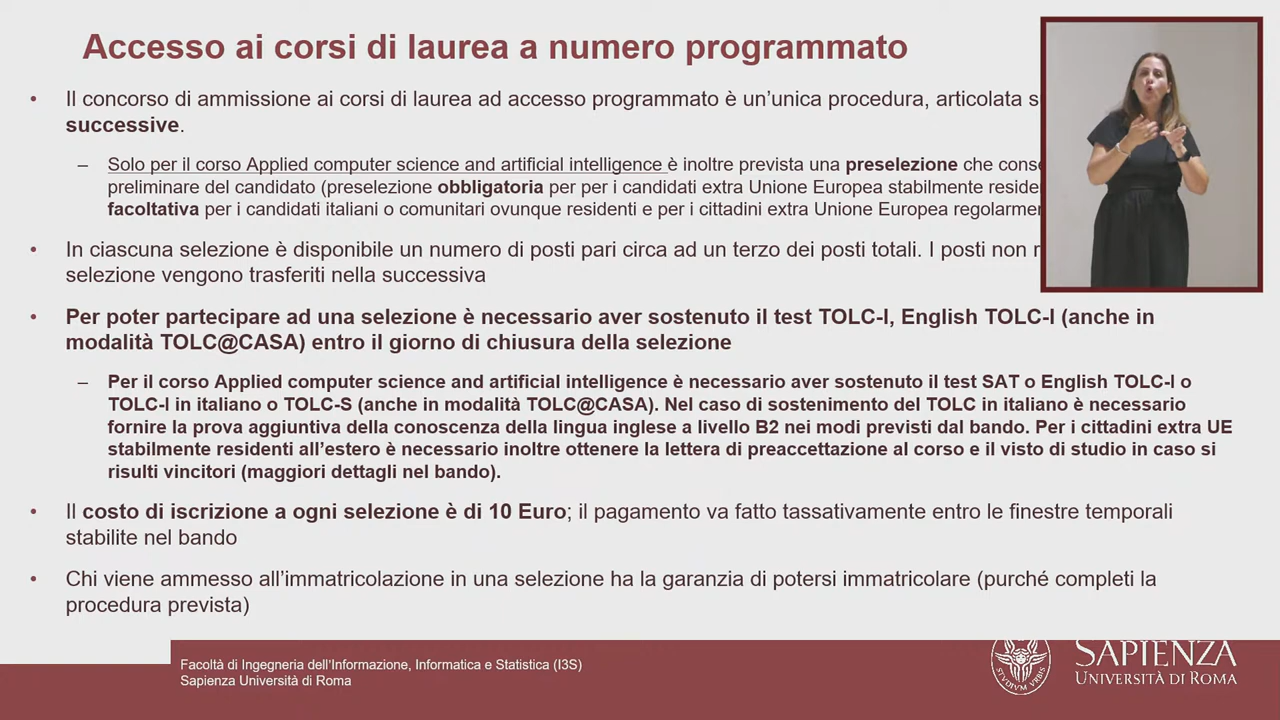 Accesso ai corsi di laurea a numero programmato
• Il concorso di ammissione ai corsi di laurea ad accesso programmato è un’unica procedura, articolata s
successive.
– Solo per il corso Applied computer science and artificial intelligence è inoltre prevista una preselezione che cons
preliminare del candidato (preselezione obbligatoria per per i candidati extra Unione Europea stabilmente reside
facoltativa per i candidati italiani o comunitari ovunque residenti e per i cittadini extra Unione Europea regolarme
• In ciascuna selezione è disponibile un numero di posti pari circa ad un terzo dei posti totali. I posti non
selezione vengono trasferiti nella successiva
• Per poter partecipare ad una selezione è necessario aver sostenuto il test TOLC-I, English TOLC-I (anche in
modalità TOLC@CASA) entro il giorno di chiusura della selezione
– Per il corso Applied computer science and artificial intelligence è necessario aver sostenuto il test SAT o English TOLC-I o
TOLC-I in italiano o TOLC-S (anche in modalità TOLC@CASA). Nel caso di sostenimento del TOLC in italiano è necessario
fornire la prova aggiuntiva della conoscenza della lingua inglese a livello B2 nei modi previsti dal bando. Per i cittadini extra UE
stabilmente residenti all’estero è necessario inoltre ottenere la lettera di preaccettazione al corso e il visto di studio in caso si
risulti vincitori (maggiori dettagli nel bando).
• Il costo di iscrizione a ogni selezione è di 10 Euro; il pagamento va fatto tassativamente entro le finestre temporali
stabilite nel bando
• Chi viene ammesso all’immatricolazione in una selezione ha la garanzia di potersi immatricolare (purché completi la
procedura prevista)
Facoltà di Ingegneria dell’Informazione, Informatica e Statistica (I3S)
Sapienza Università di Roma
STVDIVM VRBIS
SAPIENZA
UNIVERSITÀ DI ROMA